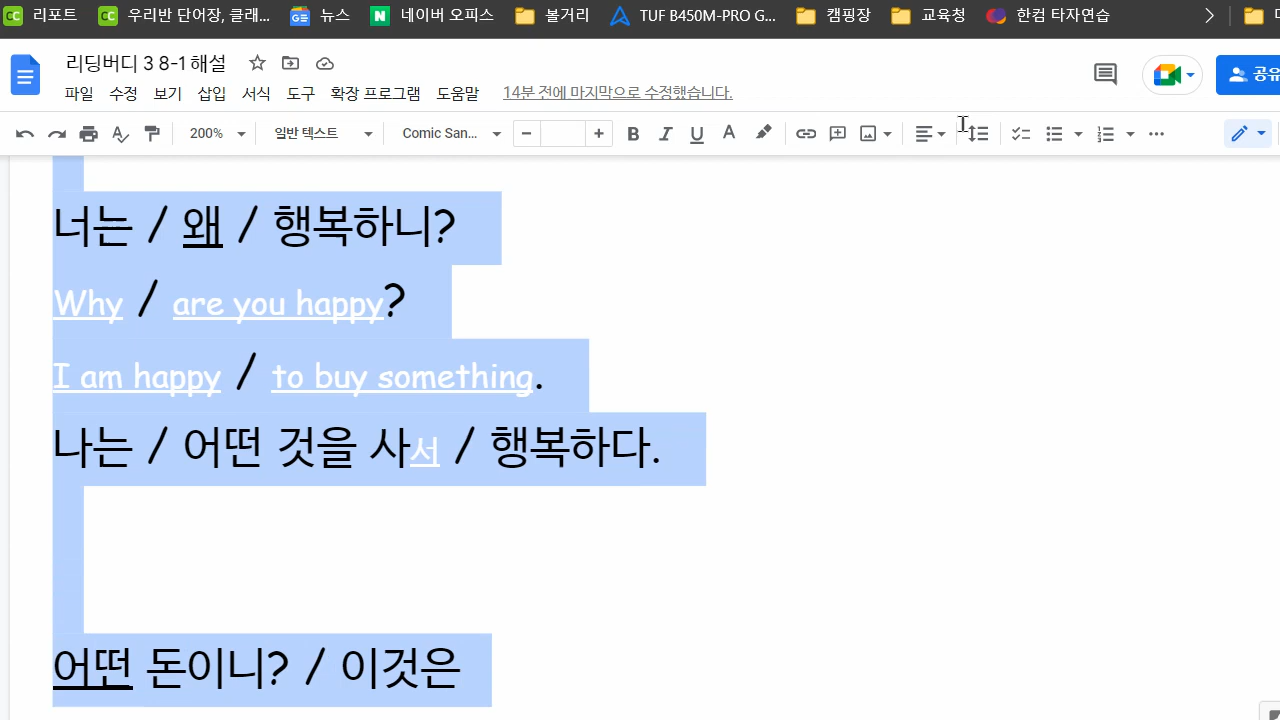 리포트 우리반 단어장, 클래... 뉴스 네이버 오피스 볼거리 TUF B450M-PRO G... 캠핑장 교육청 한컴 타자연습
리딩버디 3 8-1 해설
파일 수정 보기 삽입 서식 도구 확장 프로그램 도움말 14분 전에 마지막으로 수정했습니다.
200% 일반 텍스트 Comic San...
너는 / 왜 / 행복하니?
Why / are you happy?
I am happy / to buy something.
나는 / 어떤 것을 사서 / 행복하다.
어떤 돈이니? / 이것은